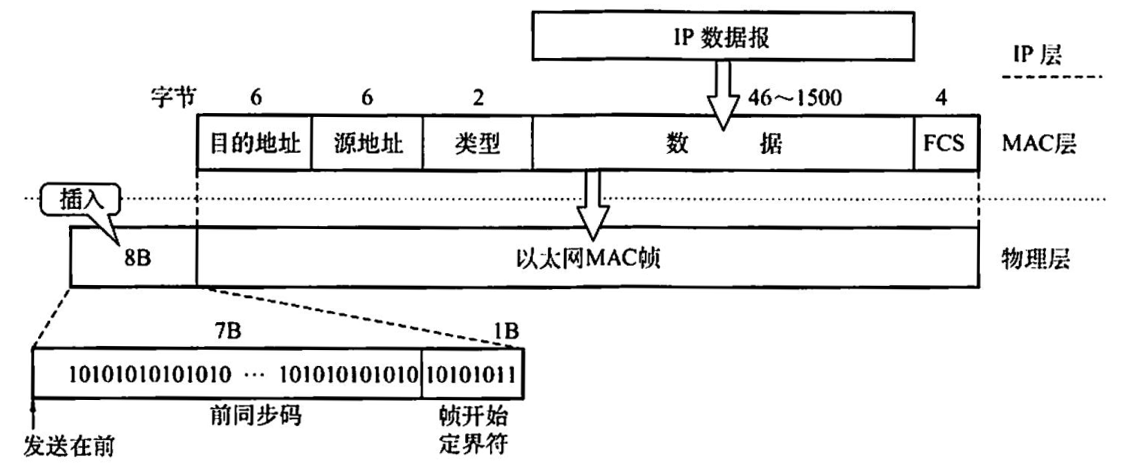 IP 数据报
IP 层
字节 6 6 2 46～1500 4
目的地址 源地址 类型 数 据 FCS MAC层
插入
8B 以太网MAC帧 物理层
7B 1B
10101010101010 … 101010101010 10101011
前同步码 帧开始
定界符
发送在前